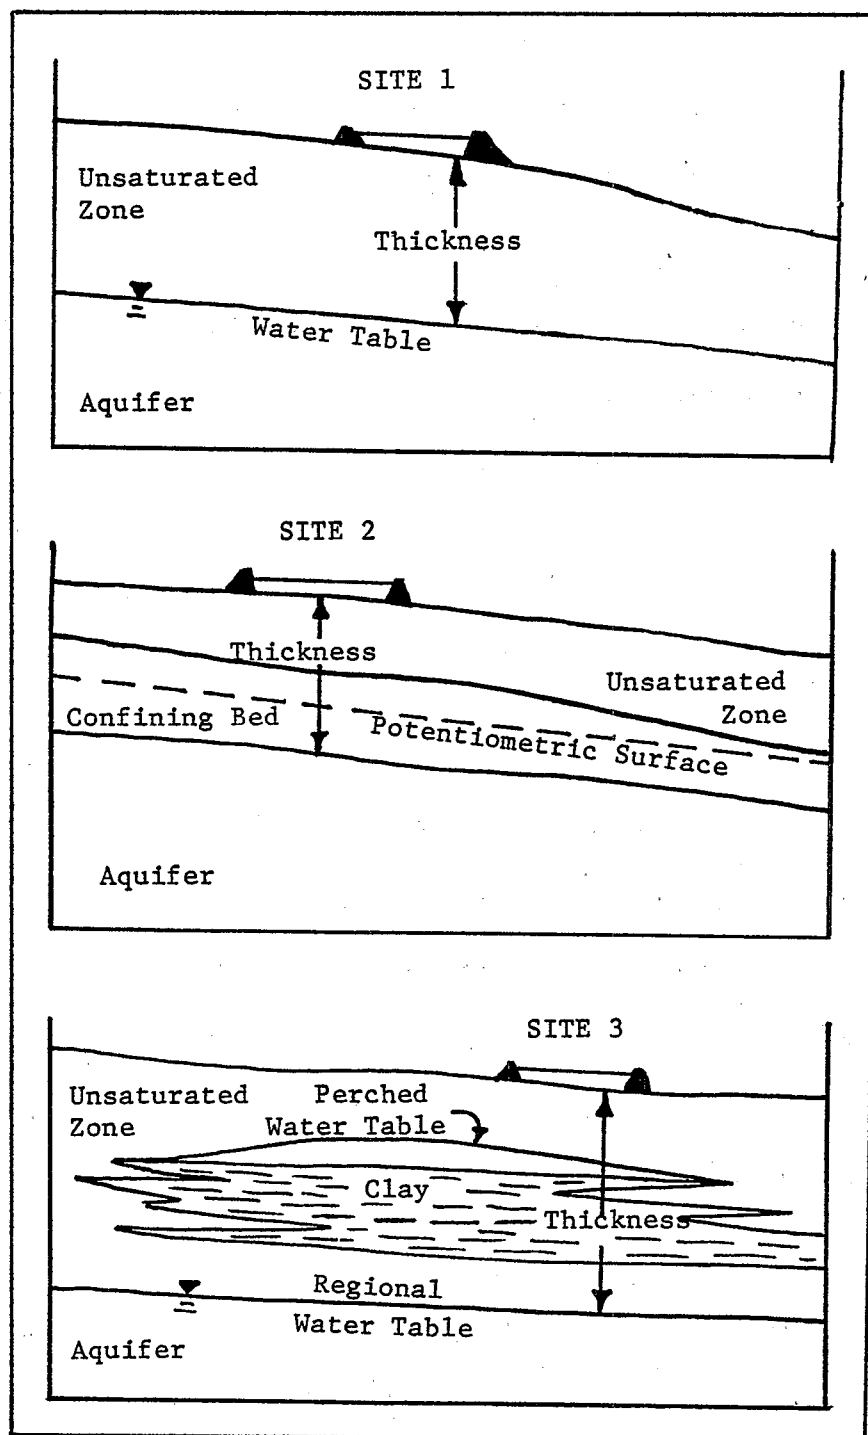 SITE 1
Unsaturated
Zone
Thickness
Water Table
Aquifer
SITE 2
Thickness
Unsaturated
Zone
Confining Bed
Potentiometric Surface
Aquifer
SITE 3
Unsaturated
Zone
Perched
Water Table
Clay
Thickness
Regional
Water Table
Aquifer